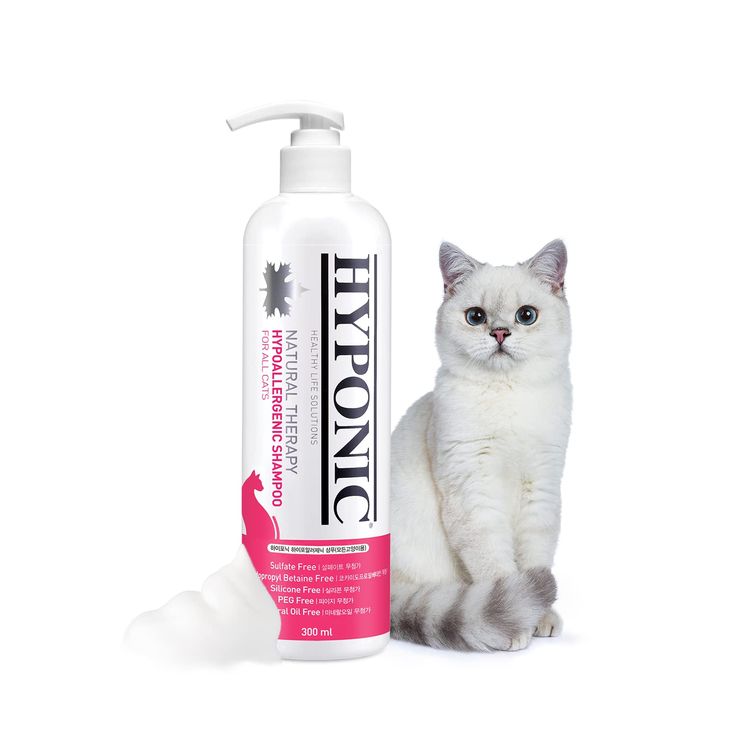 HYPONIC®
HEALTHY LIFE SOLUTIONS
NATURAL THERAPY
HYPOALLERGENIC SHAMPOO
FOR ALL CATS
하이포닉 하이포알러제닉 샴푸(모든고양이용)
Sulfate Free | 설페이트 무첨가
Betaine Free |
Silicone Free | 실리콘 무첨가
PEG Free | 피이지 무첨가
Oil Free | 미네랄오일 무첨가
300 ml